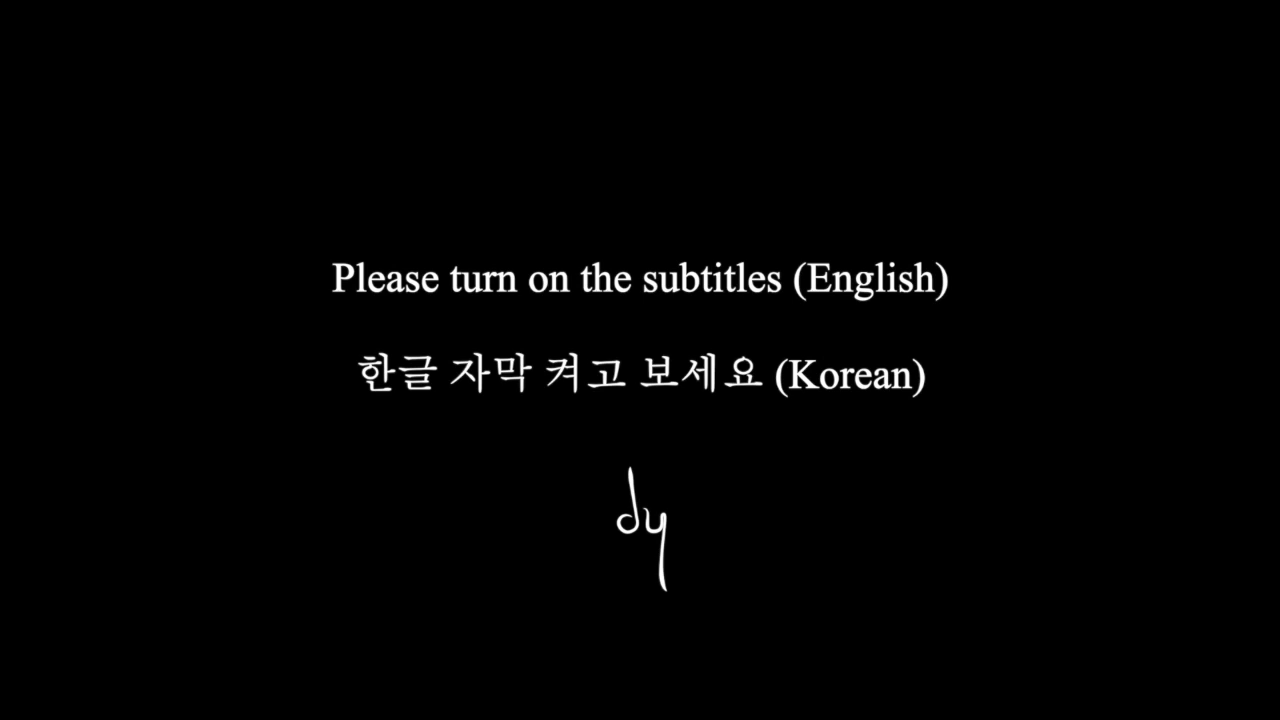 Please turn on the subtitles (English)
한글 자막 켜고 보세요 (Korean)
dy